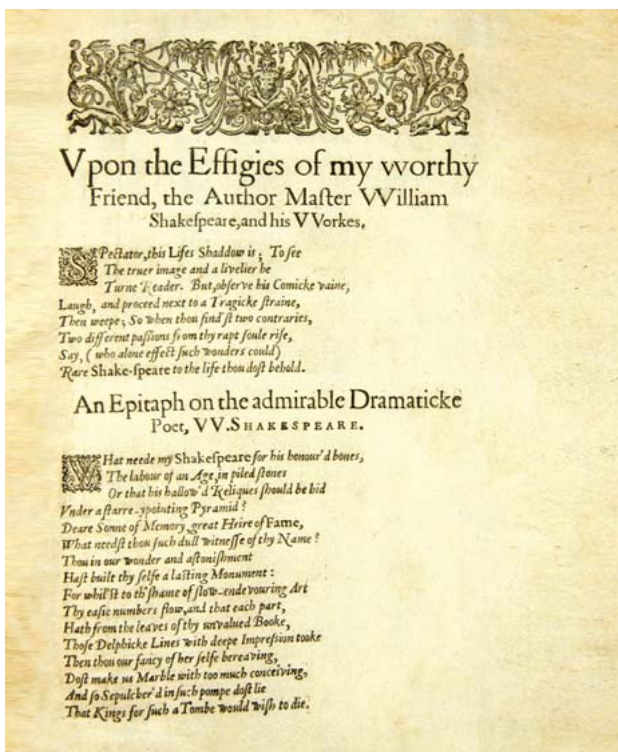 Vpon the Effigies of my vvorthy
Friend, the Author Maſter VVilliam
Shakeſpeare, and his VVorkes.
SPectator, this Lifes Shaddow is; To ſee
The truer image and a livelier he
Turne Reader. But, obſerve his Comicke vaine,
Laugh, and proceed next to a Tragicke ſtraine,
Then weepe; So when thou find'ſt two contraries,
Two different paſsions from thy rapt ſoule riſe,
Say, (who alone effect ſuch wonders could)
Rare Shake-ſpeare to the life thou doſt behold.
An Epitaph on the admirable Dramaticke
Poet, VV. SHAKESPEARE.
WHat neede my Shakeſpeare for his honour'd bones,
The labour of an Age, in piled ſtones
Or that his hallow'd Reliques ſhould be hid
Vnder a ſtarre-ypointing Pyramid?
Deare Sonne of Memory, great Heire of Fame,
What needſt thou ſuch dull witneſſe of thy Name?
Thou in our wonder and aſtoniſhment
Haſt built thy ſelfe a laſting Monument:
For whil'ſt to th' ſhame of ſlow-endevouring Art
Thy eaſie numbers flow, and that each part,
Hath from the leaves of thy unvalued Booke,
Thoſe Delphicke Lines with deepe Impreſsion tooke
Then thou our fancy of her ſelfe bereaving,
Doſt make us Marble with too much conceiving,
And ſo Sepulcher'd in ſuch pompe doſt lie
That Kings for ſuch a Tombe would wiſh to die.